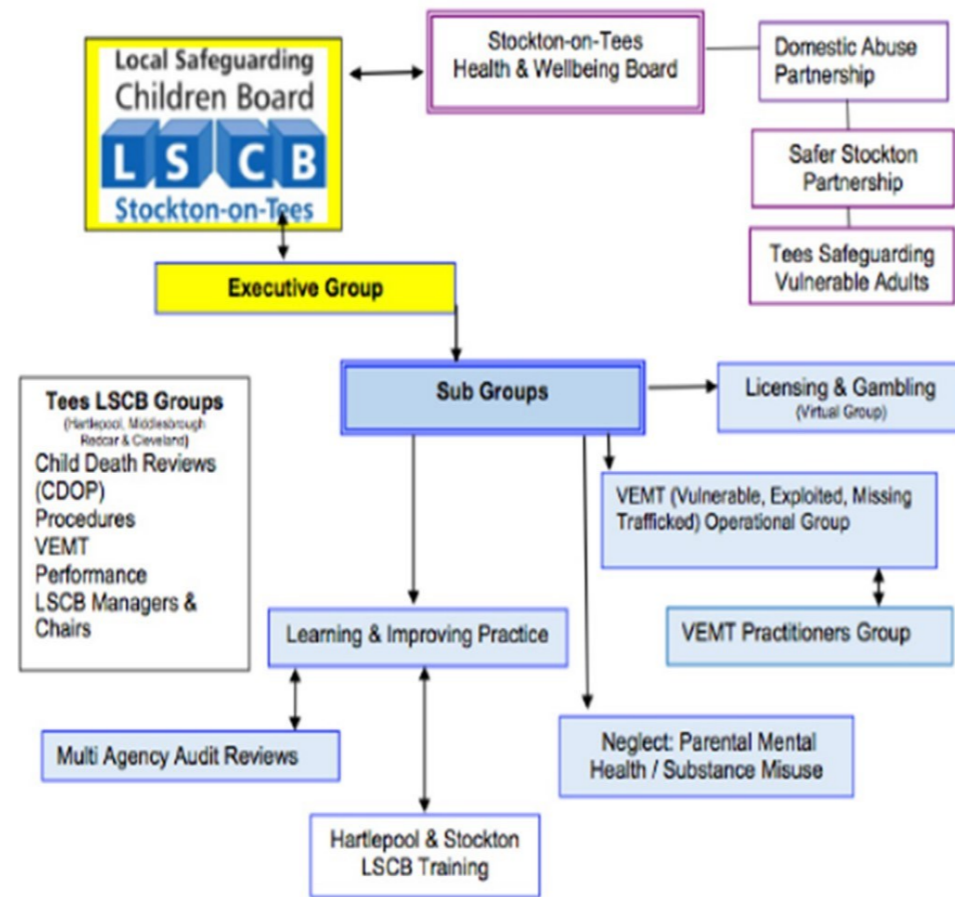 Local Safeguarding
Children Board
L S C B
Stockton-on-Tees
Stockton-on-Tees
Health & Wellbeing Board
Domestic Abuse
Partnership
Safer Stockton
Partnership
Tees Safeguarding
Vulnerable Adults
Executive Group
Sub Groups
Licensing & Gambling
(Virtual Group)
Tees LSCB Groups
(Hartlepool, Middlesbrough
Redcar & Cleveland)
Child Death Reviews
(CDOP)
Procedures
VEMT
Performance
LSCB Managers &
Chairs
VEMT (Vulnerable, Exploited, Missing
Trafficked) Operational Group
VEMT Practitioners Group
Learning & Improving Practice
Multi Agency Audit Reviews
Neglect: Parental Mental
Health / Substance Misuse
Hartlepool & Stockton
LSCB Training